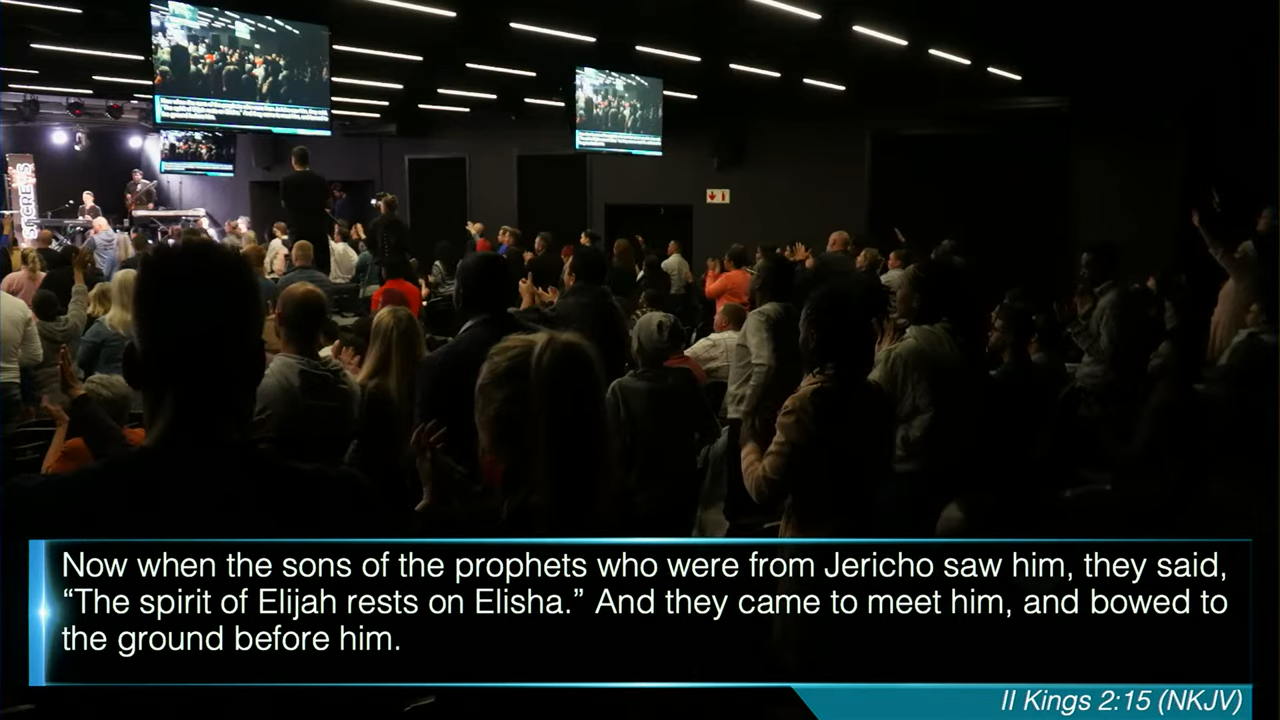 SECRETS
Now when the sons of the prophets who were from Jericho saw him, they said,
“The spirit of Elijah rests on Elisha.” And they came to meet him, and bowed to
the ground before him.
II Kings 2:15 (NKJV)